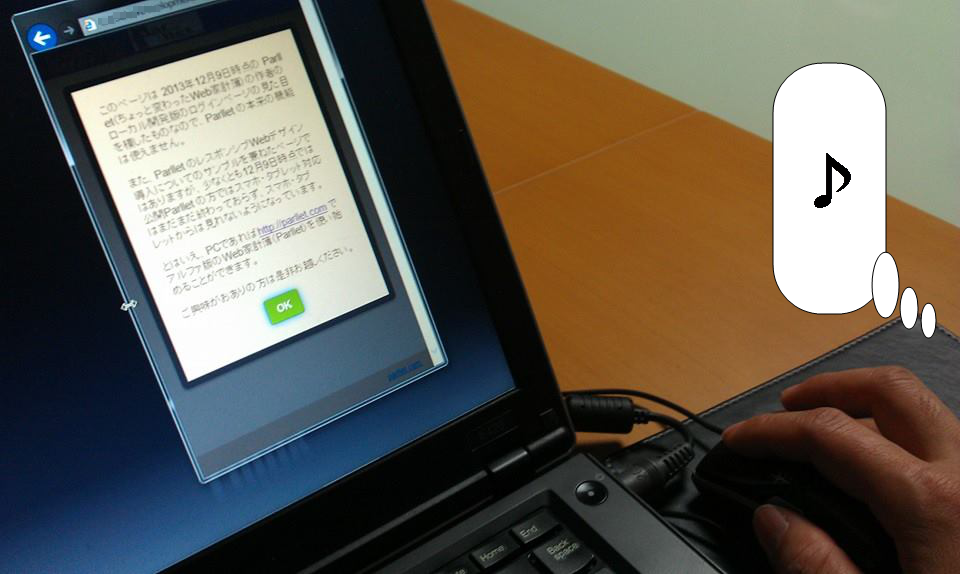 このページは 2013年12月9日時点の Parll
et(ちょっと変わったWeb家計簿)の作者の
ローカル開発版のログインページの見た目
を模したものなので、Parllet の本来の機能
は使えません。
また、Parllet のレスポンシブWebデザイン
導入についてのサンプルを兼ねたページで
はありますが、少なくとも12月9日時点では
公開Parllet の方ではスマホ・タブレット対応
はまだまだ終わっておらず、スマホ・タブ
レットからは見れないようになっています。
とはいえ、PCであればhttp://parllet.com で
アルファ版のWeb家計簿(Parllet)を使い始
めることができます。
ご興味がおありの方は是非お越しください。
OK
parllet.com
Home
End
Back
space